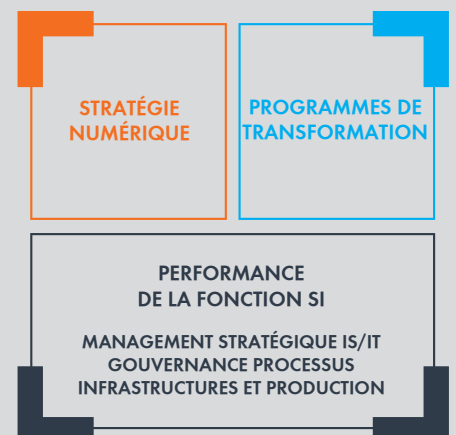 STRATÉGIE
NUMÉRIQUE
PROGRAMMES DE
TRANSFORMATION
PERFORMANCE
DE LA FONCTION SI
MANAGEMENT STRATÉGIQUE IS/IT
GOUVERNANCE PROCESSUS
INFRASTRUCTURES ET PRODUCTION